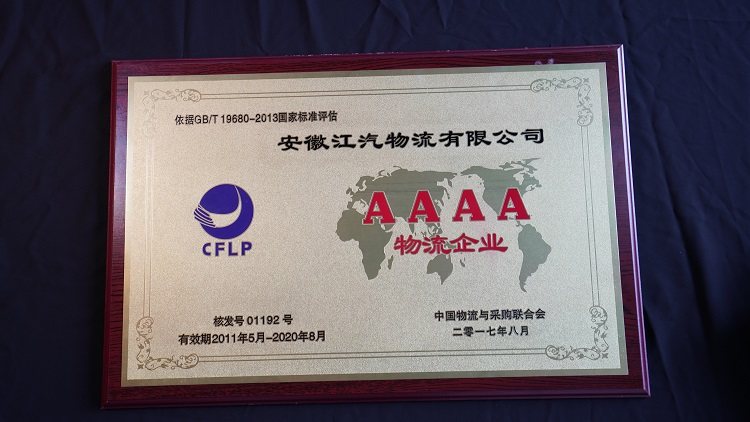 依据GB/T 19680-2013国家标准评估
安徽江汽物流有限公司
AAAA
物流企业
CFLP
核发号 01192 号
有效期2011年5月-2020年8月
中国物流与采购联合会
二零一七年八月